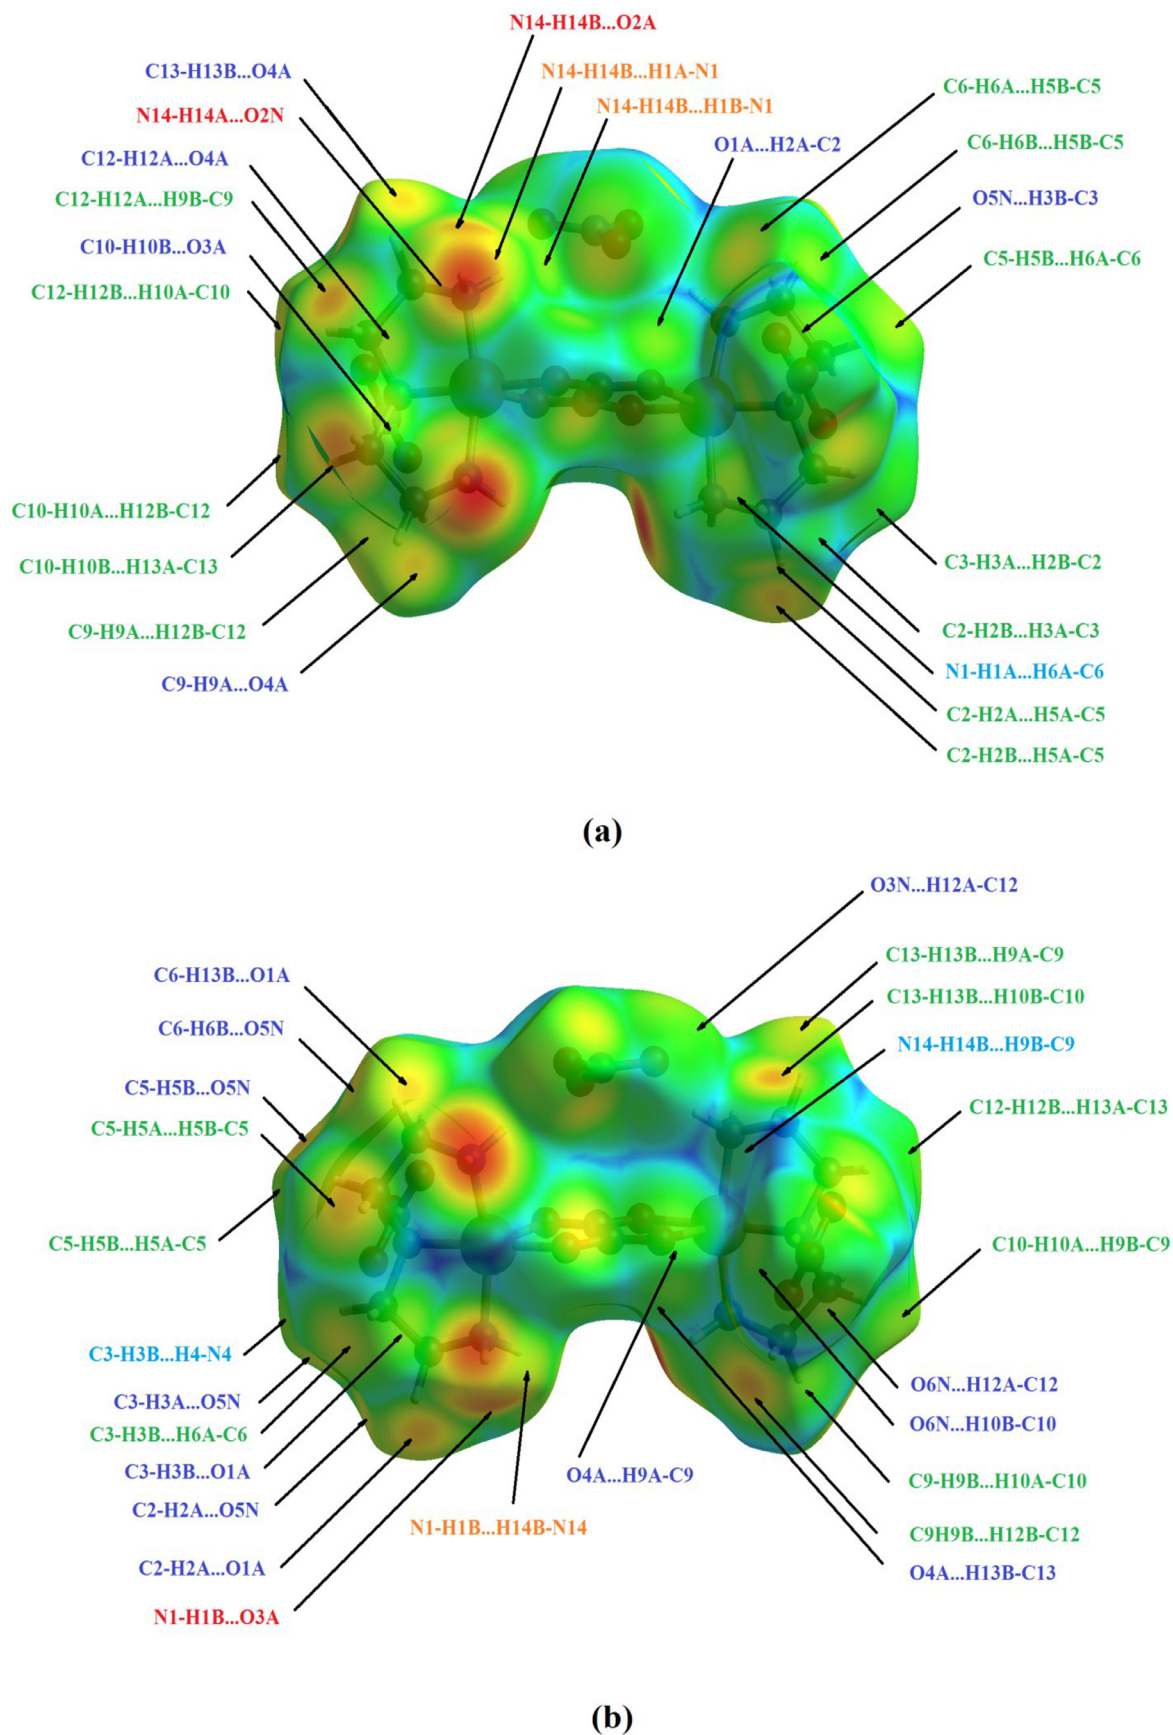 N14-H14B...O2A
C13-H13B...O4A
N14-H14B...H1A-N1
N14-H14A...O2N
N14-H14B...H1B-N1
C12-H12A...O4A
C12-H12A...H9B-C9
C10-H10B...O3A
C12-H12B...H10A-C10
C6-H6A...H5B-C5
O1A...H2A-C2
C6-H6B...H5B-C5
O5N...H3B-C3
C5-H5B...H6A-C6
C10-H10A...H12B-C12
C10-H10B...H13A-C13
C9-H9A...H12B-C12
C9-H9A...O4A
C3-H3A...H2B-C2
C2-H2B...H3A-C3
N1-H1A...H6A-C6
C2-H2A...H5A-C5
C2-H2B...H5A-C5
(a)
O3N...H12A-C12
C13-H13B...H9A-C9
C13-H13B...H10B-C10
N14-H14B...H9B-C9
C12-H12B...H13A-C13
C10-H10A...H9B-C9
C6-H13B...O1A
C6-H6B...O5N
C5-H5B...O5N
C5-H5A...H5B-C5
C5-H5B...H5A-C5
C3-H3B...H4-N4
C3-H3A...O5N
C3-H3B...H6A-C6
C3-H3B...O1A
C2-H2A...O5N
C2-H2A...O1A
N1-H1B...O3A
N1-H1B...H14B-N14
O4A...H9A-C9
O6N...H12A-C12
O6N...H10B-C10
C9-H9B...H10A-C10
C9H9B...H12B-C12
O4A...H13B-C13
(b)